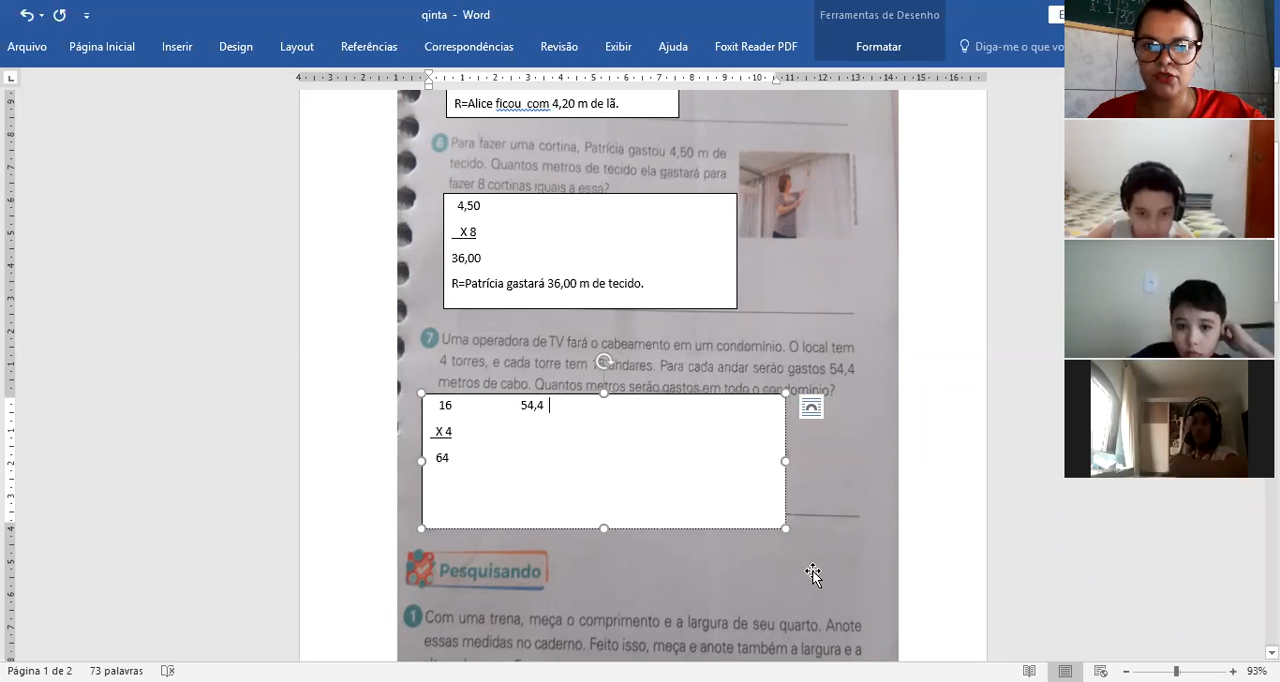 qinta - Word
Ferramentas de Desenho
Arquivo Página Inicial Inserir Design Layout Referências Correspondências Revisão Exibir Ajuda Foxit Reader PDF Formatar Diga-me o que vo
R=Alice ficou com 4,20 m de lã.
6 Para fazer uma cortina, Patrícia gastou 4,50 m de
tecido. Quantos metros de tecido ela gastará para
fazer 8 cortinas iguais a essa?
4,50
X 8
36,00
R=Patrícia gastará 36,00 m de tecido.
7 Uma operadora de TV fará o cabeamento em um condomínio. O local tem
4 torres, e cada torre tem andares. Para cada andar serão gastos 54,4
metros de cabo. Quantos metros serão gastos em todo o condomínio?
16 54,4
X 4
64
Pesquisando
1 Com uma trena, meça o comprimento e a largura de seu quarto. Anote
essas medidas no caderno. Feito isso, meça e anote também a largura e a
Página 1 de 2 73 palavras
93%